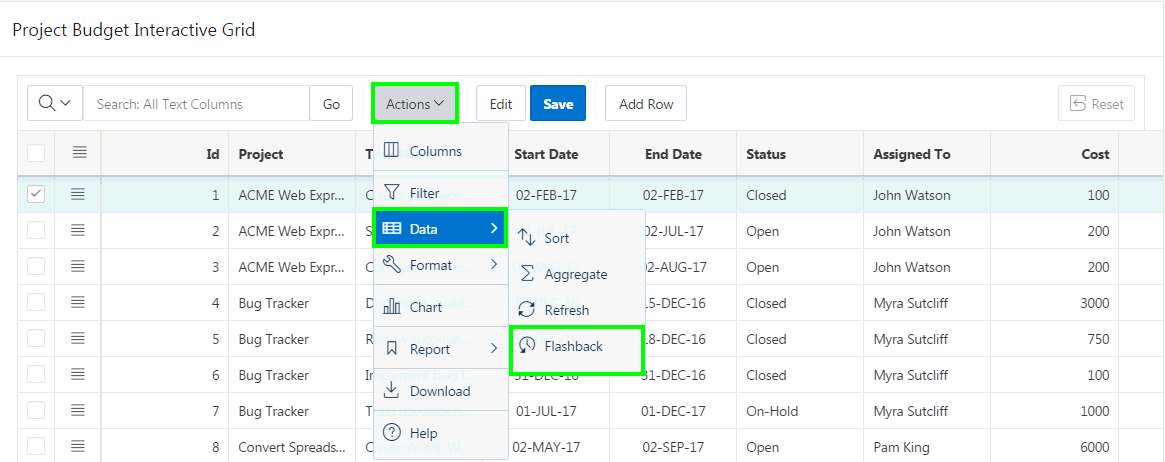 Project Budget Interactive Grid
Search: All Text Columns Go Actions Edit Save Add Row Reset
Id Project Start Date End Date Status Assigned To Cost
1 ACME Web Expr... 02-FEB-17 02-FEB-17 Closed John Watson 100
2 ACME Web Expr... 02-JUL-17 Open John Watson 200
3 ACME Web Expr... 02-AUG-17 Open John Watson 200
4 Bug Tracker 15-DEC-16 Closed Myra Sutcliff 3000
5 Bug Tracker 18-DEC-16 Closed Myra Sutcliff 750
6 Bug Tracker 31-DEC-16 31-DEC-16 Closed Myra Sutcliff 100
7 Bug Tracker 01-JUL-17 01-DEC-17 On-Hold Myra Sutcliff 1000
8 Convert Spreads... 02-MAY-17 02-SEP-17 Open Pam King 6000
Columns
Filter
Data
Format
Chart
Report
Download
Help
Sort
Aggregate
Refresh
Flashback